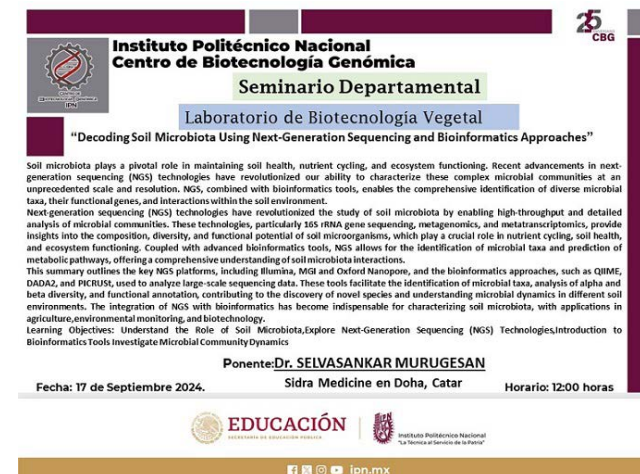 25
CBG
Instituto Politécnico Nacional
Centro de Biotecnología Genómica
Seminario Departamental
Laboratorio de Biotecnología Vegetal
“Decoding Soil Microbiota Using Next-Generation Sequencing and Bioinformatics Approaches”
Soil microbiota plays a pivotal role in maintaining soil health, nutrient cycling, and ecosystem functioning. Recent advancements in next-
generation sequencing (NGS) technologies have revolutionized our ability to characterize these complex microbial communities at an
unprecedented scale and resolution. NGS, combined with bioinformatics tools, enables the comprehensive identification of diverse microbial
taxa, their functional genes, and interactions within the soil environment.
Next-generation sequencing (NGS) technologies have revolutionized the study of soil microbiota by enabling high-throughput and detailed
analysis of microbial communities. These technologies, particularly 16S rRNA gene sequencing, metagenomics, and metatranscriptomics, provide
insights into the composition, diversity, and functional potential of soil microorganisms, which play a crucial role in nutrient cycling, soil health,
and ecosystem functioning. Coupled with advanced bioinformatics tools, NGS allows for the identification of microbial taxa and prediction of
metabolic pathways, offering a comprehensive understanding of soil microbiota interactions.
This summary outlines the key NGS platforms, including Illumina, MGI and Oxford Nanopore, and the bioinformatics approaches, such as QIIME,
DADA2, and PICRUSt, used to analyze large-scale sequencing data. These tools facilitate the identification of microbial taxa, analysis of alpha and
beta diversity, and functional annotation, contributing to the discovery of novel species and understanding microbial dynamics in different soil
environments. The integration of NGS with bioinformatics has become indispensable for characterizing soil microbiota, with applications in
agriculture,environmental monitoring, and biotechnology.
Learning Objectives: Understand the Role of Soil Microbiota,Explore Next-Generation Sequencing (NGS) Technologies,Introduction to
Bioinformatics Tools Investigate Microbial Community Dynamics
Ponente:Dr. SELVASANKAR MURUGESAN
Fecha: 17 de Septiembre 2024.
Sidra Medicine en Doha, Catar
Horario: 12:00 horas
EDUCACIÓN
SECRETARÍA DE EDUCACIÓN PÚBLICA
Instituto Politécnico Nacional
"La Técnica al Servicio de la Patria"
ipn.mx